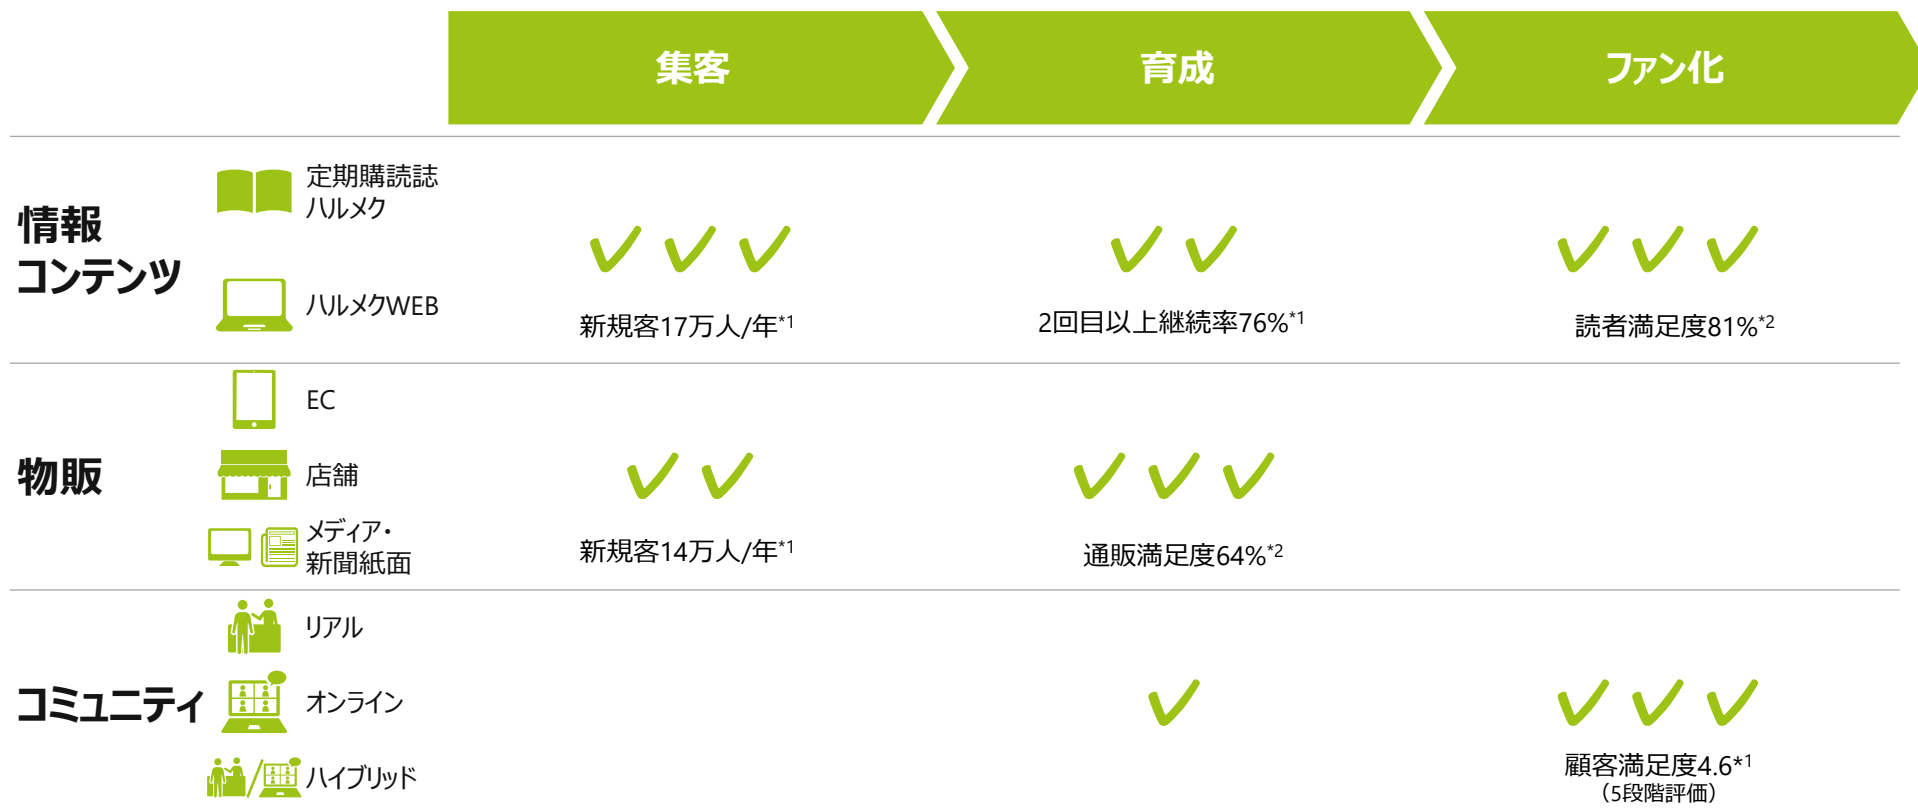 集客
育成
ファン化
情報
コンテンツ
定期購読誌
ハルメク
ハルメクWEB
新規客17万人/年*1
2回目以上継続率76%*1
読者満足度81%*2
物販
EC
店舗
メディア・
新聞紙面
新規客14万人/年*1
通販満足度64%*2
コミュニティ
リアル
オンライン
ハイブリッド
顧客満足度4.6*1
（5段階評価）